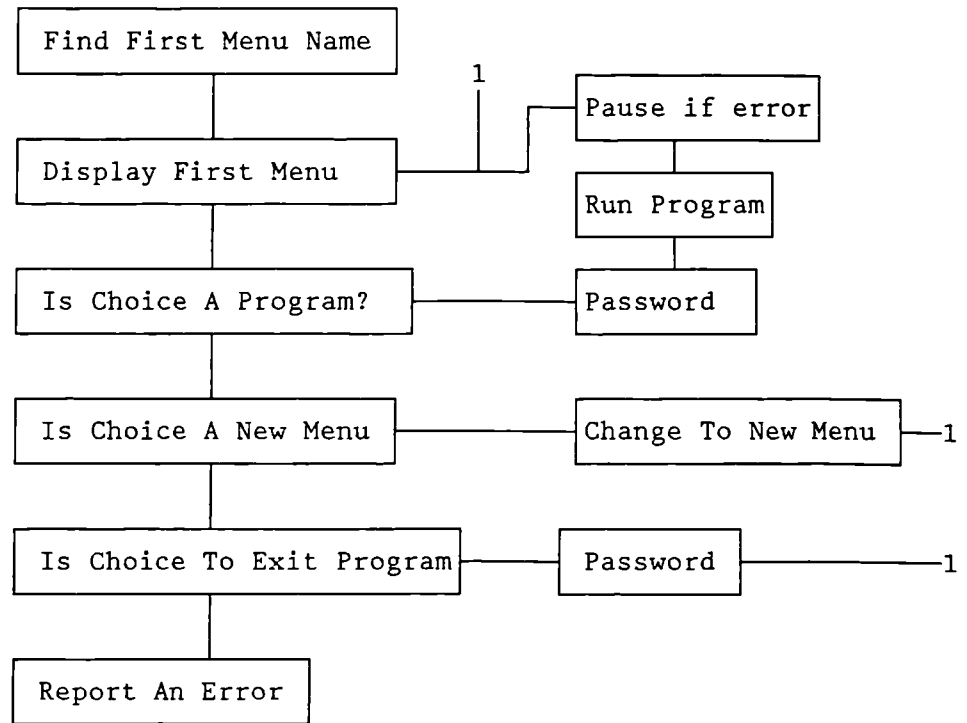 Find First Menu Name
1
Pause if error
Display First Menu
Run Program
Is Choice A Program?
Password
Is Choice A New Menu
Change To New Menu
1
Is Choice To Exit Program
Password
1
Report An Error